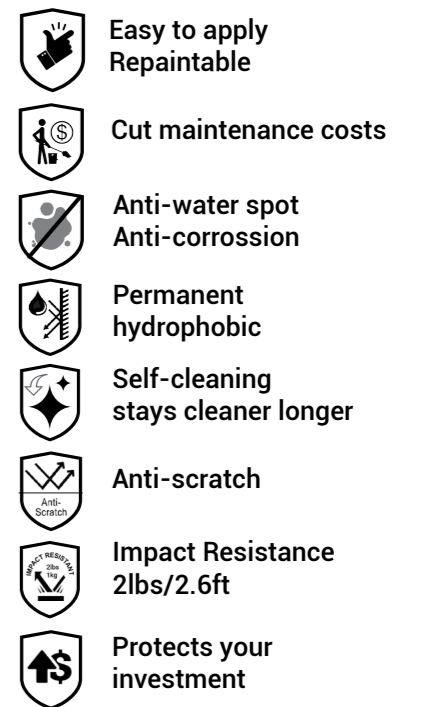 Easy to apply
Repaintable
$
Cut maintenance costs
Anti-water spot
Anti-corrossion
Permanent
hydrophobic
Self-cleaning
stays cleaner longer
Anti-
Scratch
Anti-scratch
IMPACT RESISTANT
2lbs
1kg
Impact Resistance
2lbs/2.6ft
$
Protects your
investment